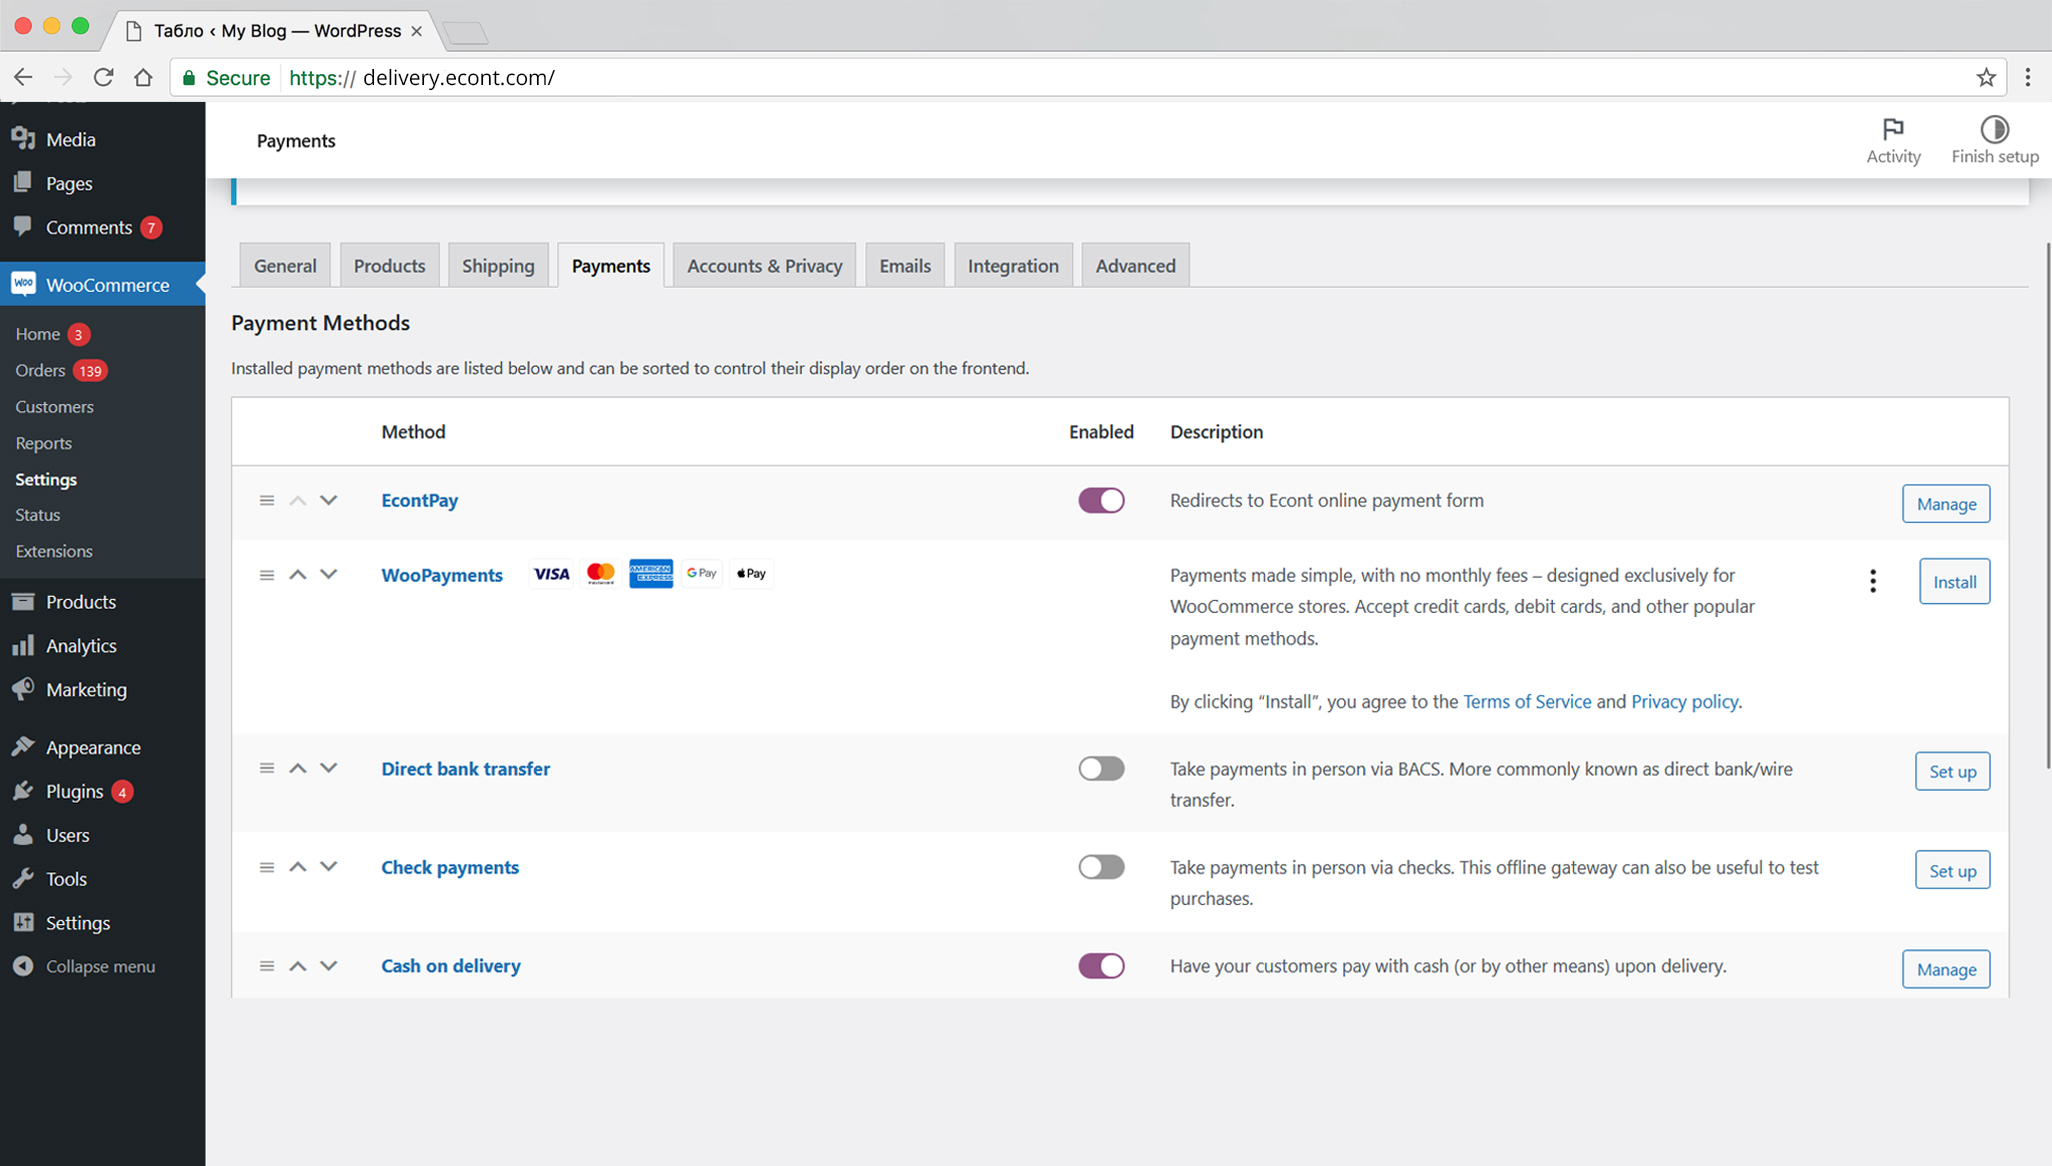 Табло ‹ My Blog — WordPress
Secure https:// delivery.econt.com/
Media
Pages
Comments 7
WooCommerce
Home 3
Orders 139
Customers
Reports
Settings
Status
Extensions
Products
Analytics
Marketing
Appearance
Plugins 4
Users
Tools
Settings
Collapse menu
Payments
Activity
Finish setup
General Products Shipping Payments Accounts & Privacy Emails Integration Advanced
Payment Methods
Installed payment methods are listed below and can be sorted to control their display order on the frontend.
Method Enabled Description
EcontPay Redirects to Econt online payment form Manage
WooPayments VISA mastercard AMERICAN EXPRESS G Pay Pay Payments made simple, with no monthly fees – designed exclusively for Install
WooCommerce stores. Accept credit cards, debit cards, and other popular
payment methods.
By clicking “Install”, you agree to the Terms of Service and Privacy policy.
Direct bank transfer Take payments in person via BACS. More commonly known as direct bank/wire Set up
transfer.
Check payments Take payments in person via checks. This offline gateway can also be useful to test Set up
purchases.
Cash on delivery Have your customers pay with cash (or by other means) upon delivery. Manage